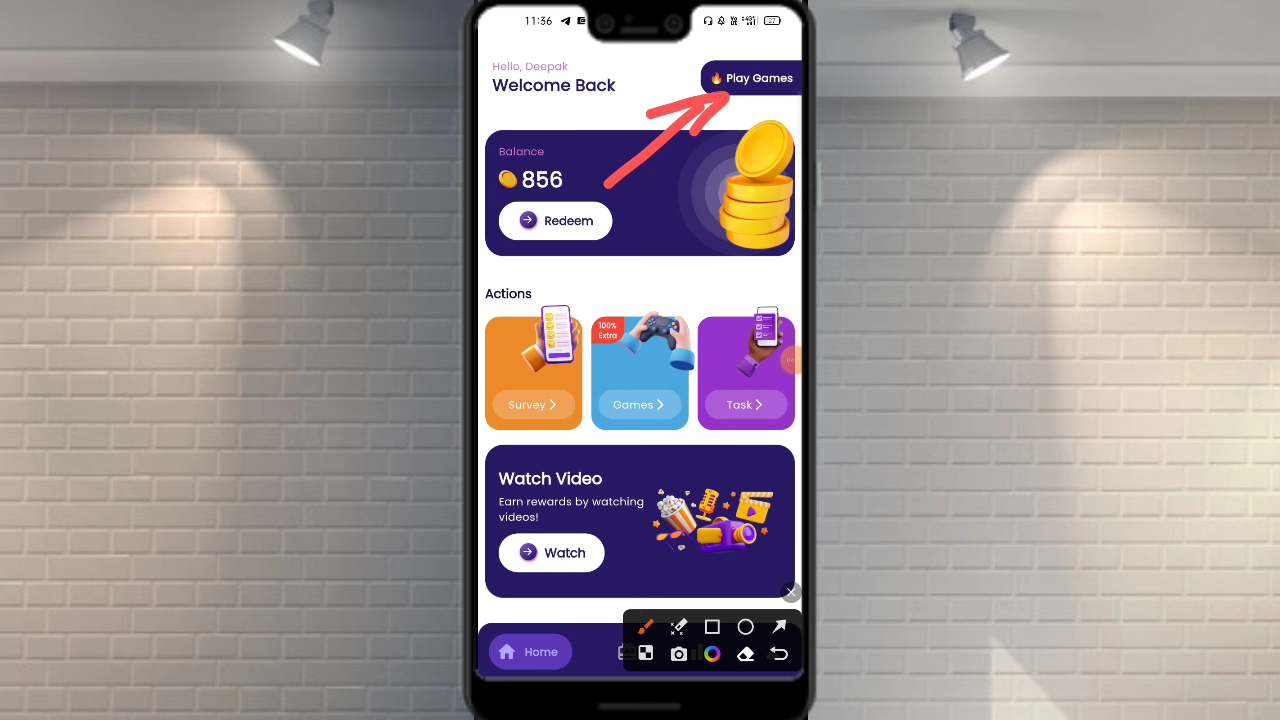 11:36
27
Hello, Deepak
Welcome Back
Play Games
Balance
856
Redeem
Actions
100%
Extra
Survey
Games
Task
Watch Video
Earn rewards by watching
videos!
Watch
Home